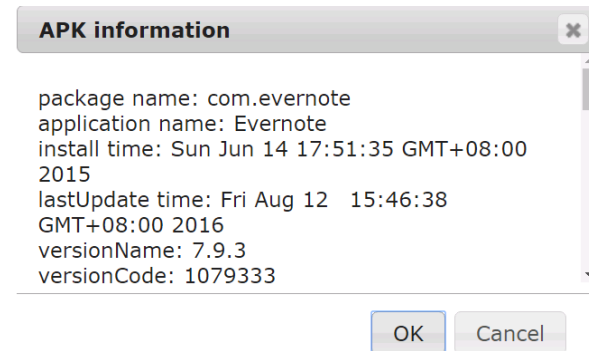 APK information
package name: com.evernote
application name: Evernote
install time: Sun Jun 14 17:51:35 GMT+08:00
2015
lastUpdate time: Fri Aug 12   15:46:38
GMT+08:00 2016
versionName: 7.9.3
versionCode: 1079333
OK
Cancel